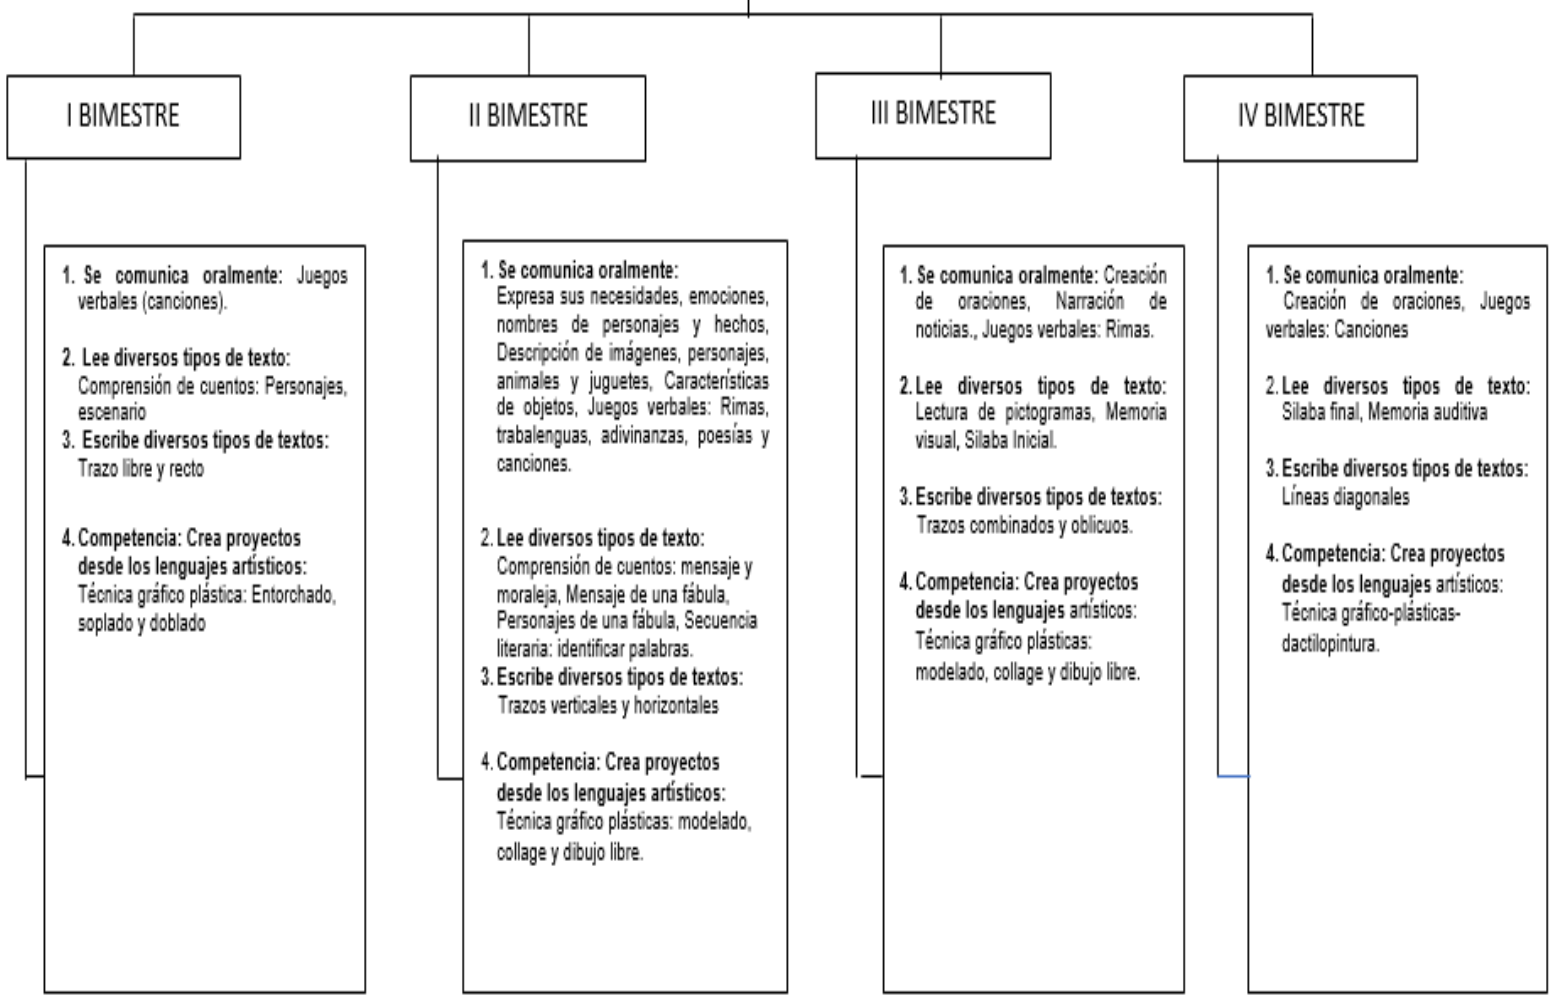 I BIMESTRE
1. Se comunica oralmente: Juegos
verbales (canciones).
2. Lee diversos tipos de texto:
Comprensión de cuentos: Personajes,
escenario
3. Escribe diversos tipos de textos:
Trazo libre y recto
4. Competencia: Crea proyectos
desde los lenguajes artísticos:
Técnica gráfico plástica: Entorchado,
soplado y doblado
II BIMESTRE
1. Se comunica oralmente:
Expresa sus necesidades, emociones,
nombres de personajes y hechos,
Descripción de imágenes, personajes,
animales y juguetes, Características
de objetos, Juegos verbales: Rimas,
trabalenguas, adivinanzas, poesías y
canciones.
2. Lee diversos tipos de texto:
Comprensión de cuentos: mensaje y
moraleja, Mensaje de una fábula,
Personajes de una fábula, Secuencia
literaria: identificar palabras.
3. Escribe diversos tipos de textos:
Trazos verticales y horizontales
4. Competencia: Crea proyectos
desde los lenguajes artísticos:
Técnica gráfico plásticas: modelado,
collage y dibujo libre.
III BIMESTRE
1. Se comunica oralmente: Creación
de oraciones, Narración de
noticias., Juegos verbales: Rimas.
2. Lee diversos tipos de texto:
Lectura de pictogramas, Memoria
visual, Silaba Inicial.
3. Escribe diversos tipos de textos:
Trazos combinados y oblicuos.
4. Competencia: Crea proyectos
desde los lenguajes artísticos:
Técnica gráfico plásticas:
modelado, collage y dibujo libre.
IV BIMESTRE
1. Se comunica oralmente:
Creación de oraciones, Juegos
verbales: Canciones
2. Lee diversos tipos de texto:
Silaba final, Memoria auditiva
3. Escribe diversos tipos de textos:
Líneas diagonales
4. Competencia: Crea proyectos
desde los lenguajes artísticos:
Técnica gráfico-plásticas-
dactilopintura.